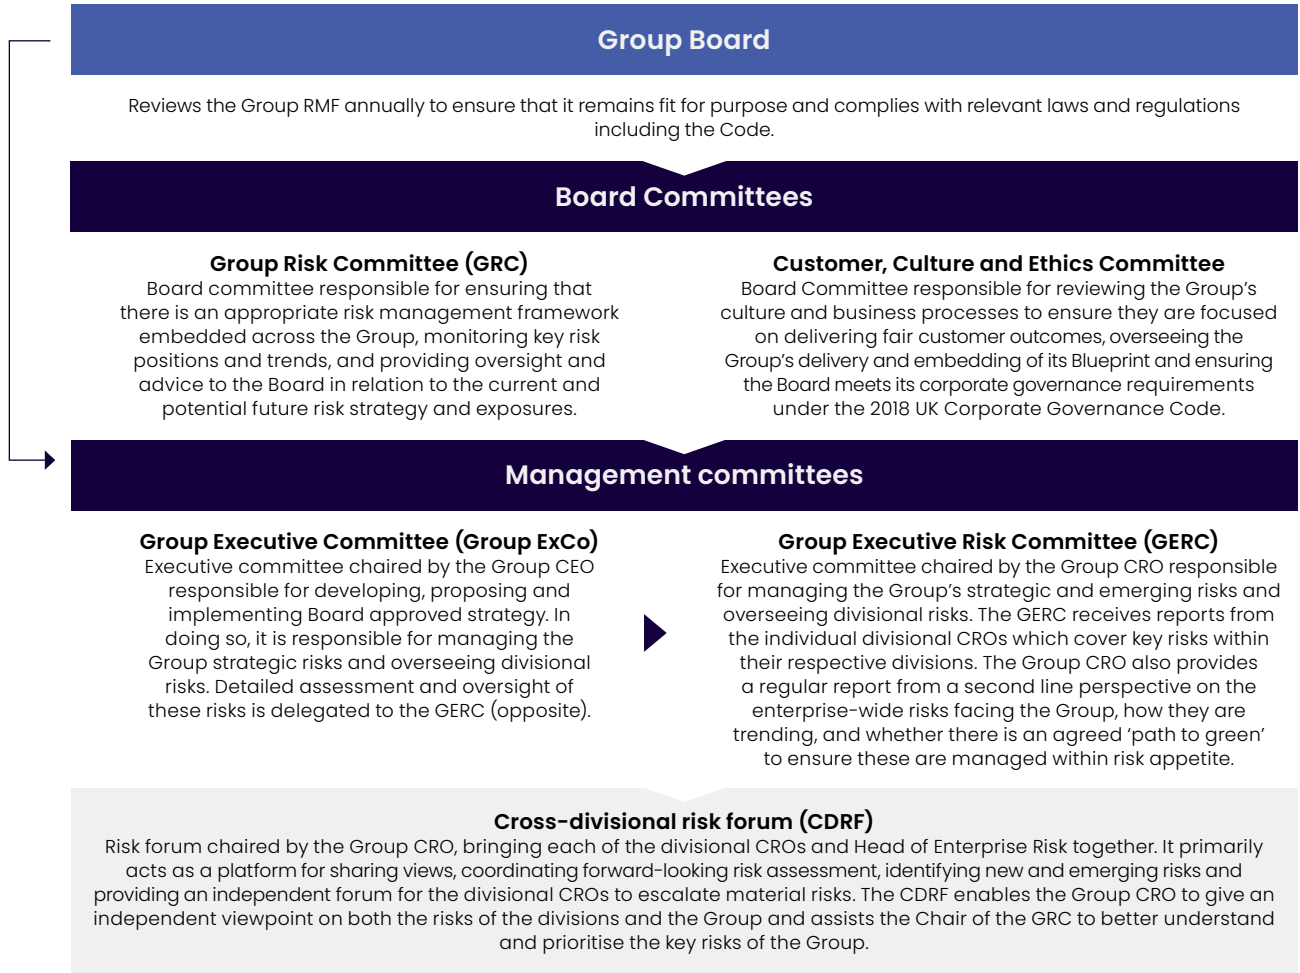 Group Board
Reviews the Group RMF annually to ensure that it remains fit for purpose and complies with relevant laws and regulations
including the Code.
Board Committees
Group Risk Committee (GRC)
Board committee responsible for ensuring that
there is an appropriate risk management framework
embedded across the Group, monitoring key risk
positions and trends, and providing oversight and
advice to the Board in relation to the current and
potential future risk strategy and exposures.
Customer, Culture and Ethics Committee
Board Committee responsible for reviewing the Group’s
culture and business processes to ensure they are focused
on delivering fair customer outcomes, overseeing the
Group’s delivery and embedding of its Blueprint and ensuring
the Board meets its corporate governance requirements
under the 2018 UK Corporate Governance Code.
Management committees
Group Executive Committee (Group ExCo)
Executive committee chaired by the Group CEO
responsible for developing, proposing and
implementing Board approved strategy. In
doing so, it is responsible for managing the
Group strategic risks and overseeing divisional
risks. Detailed assessment and oversight of
these risks is delegated to the GERC (opposite).
Group Executive Risk Committee (GERC)
Executive committee chaired by the Group CRO responsible
for managing the Group’s strategic and emerging risks and
overseeing divisional risks. The GERC receives reports from
the individual divisional CROs which cover key risks within
their respective divisions. The Group CRO also provides
a regular report from a second line perspective on the
enterprise-wide risks facing the Group, how they are
trending, and whether there is an agreed ‘path to green’
to ensure these are managed within risk appetite.
Cross-divisional risk forum (CDRF)
Risk forum chaired by the Group CRO, bringing each of the divisional CROs and Head of Enterprise Risk together. It primarily
acts as a platform for sharing views, coordinating forward-looking risk assessment, identifying new and emerging risks and
providing an independent forum for the divisional CROs to escalate material risks. The CDRF enables the Group CRO to give an
independent viewpoint on both the risks of the divisions and the Group and assists the Chair of the GRC to better understand
and prioritise the key risks of the Group.